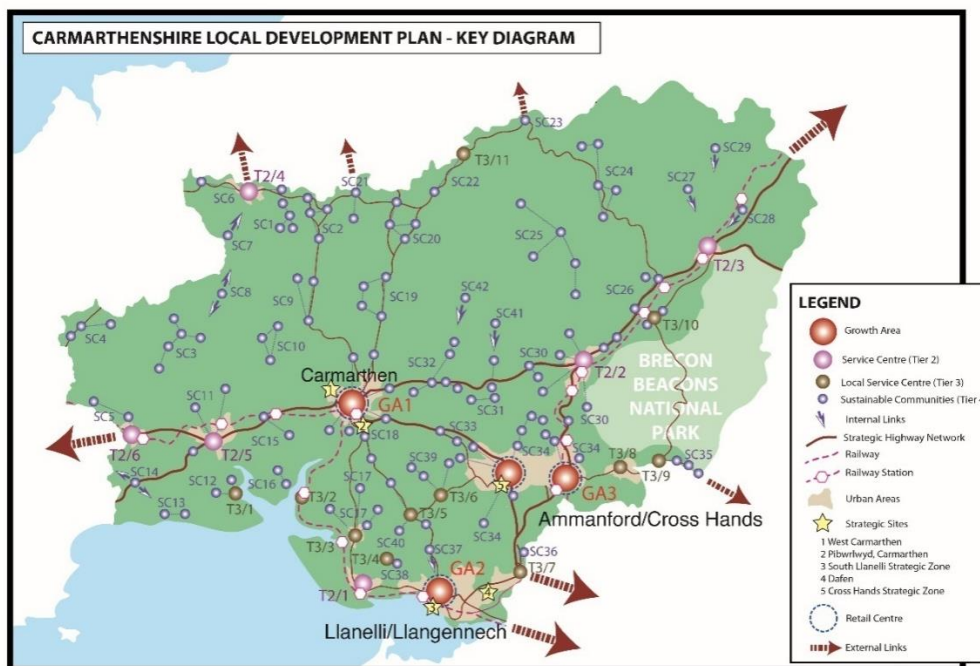 CARMARTHENSHIRE LOCAL DEVELOPMENT PLAN - KEY DIAGRAM
SC23
T3/11
SC29
T2/4
SC21
SC24
SC6
SC22
SC27
SC1
SC2
SC28
SC7
SC20
SC25
T2/3
SC8
SC42
SC26
SC9
SC19
SC41
T3/10
SC4
SC3
SC10
SC32
SC30
BRECON
BEACONS
NATIONAL
PARK
Carmarthen
T2/2
1
GA1
SC31
SC11
SC5
2
SC30
SC15
SC18
SC33
T2/6
T2/5
SC34
SC34
SC35
SC39
T3/8
SC14
SC17
T3/9
SC12
SC16
5
GA3
SC13
T3/1
T3/2
T3/6
SC17
T3/5
Ammanford/Cross Hands
SC34
T3/3
SC40
T3/4
SC37
SC36
SC38
GA2
T3/7
T2/1
4
3
Llanelli/Llangennech
LEGEND
Growth Area
Service Centre (Tier 2)
Local Service Centre (Tier 3)
Sustainable Communities (Tier 4
Internal Links
Strategic Highway Network
Railway
Railway Station
Urban Areas
Strategic Sites
1 West Carmarthen
2 Pibwrlwyd, Carmarthen
3 South Llanelli Strategic Zone
4 Dafen
5 Cross Hands Strategic Zone
Retail Centre
External Links